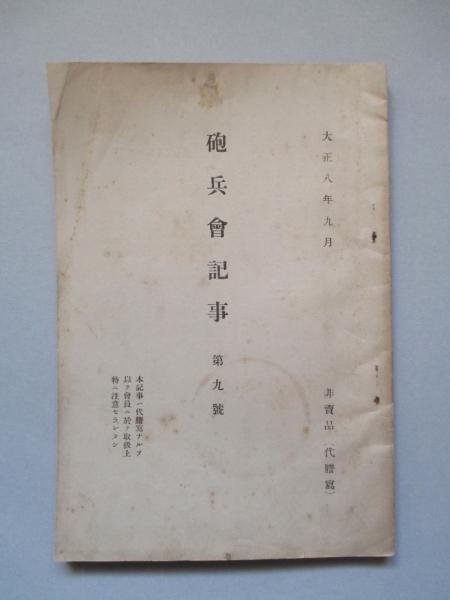 大正八年九月
非賣品（代謄寫）
砲兵會記事 第九號
本記事ハ代謄寫ナルヲ
以テ會員ニ於テ取扱上
特ニ注意セラレタシ